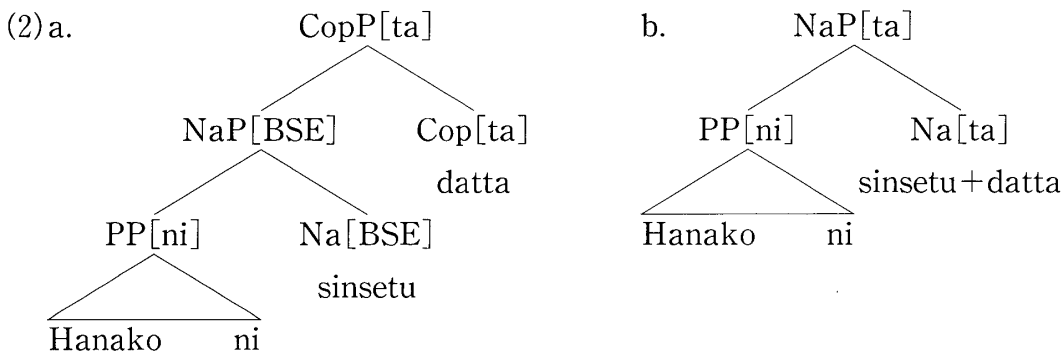 (2) a. CopP[ta] b. NaP[ta]
NaP[BSE] Cop[ta] PP[ni] Na[ta]
datta sinsetu+datta
PP[ni] Na[BSE] Hanako ni
sinsetu
Hanako ni